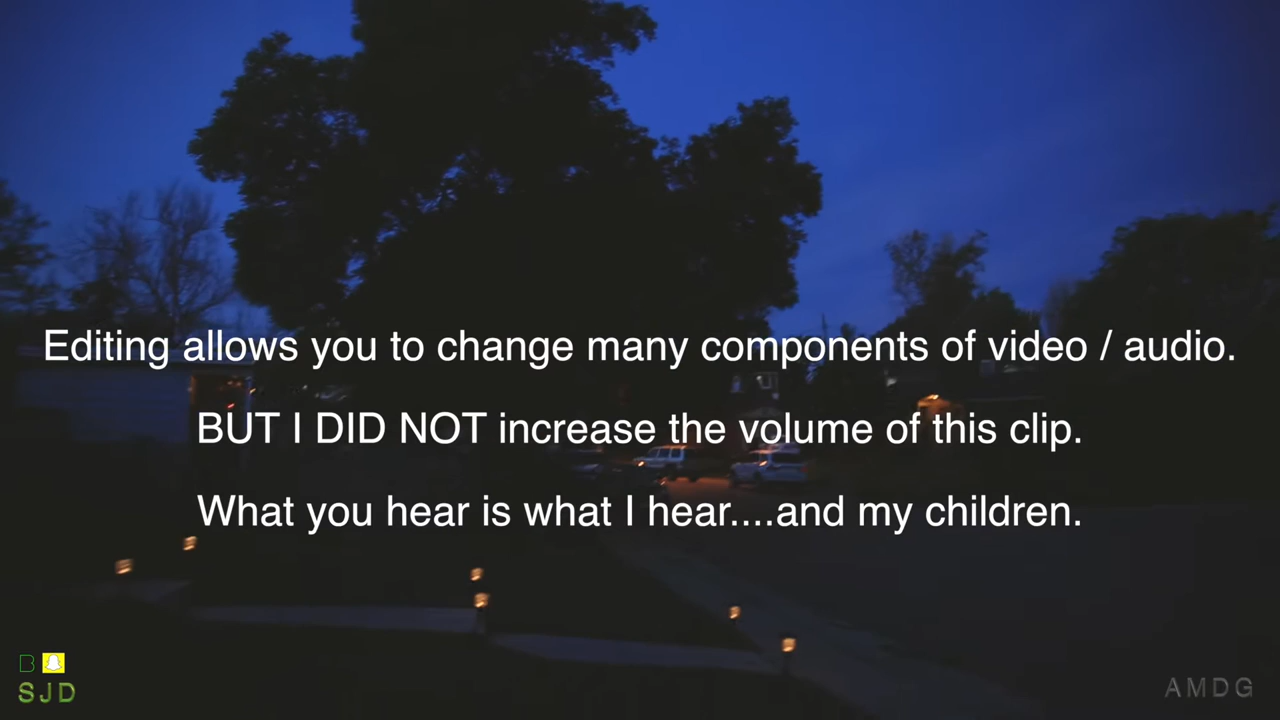 Editing allows you to change many components of video / audio.
BUT I DID NOT increase the volume of this clip.
What you hear is what I hear....and my children.
B
SJD
AMDG